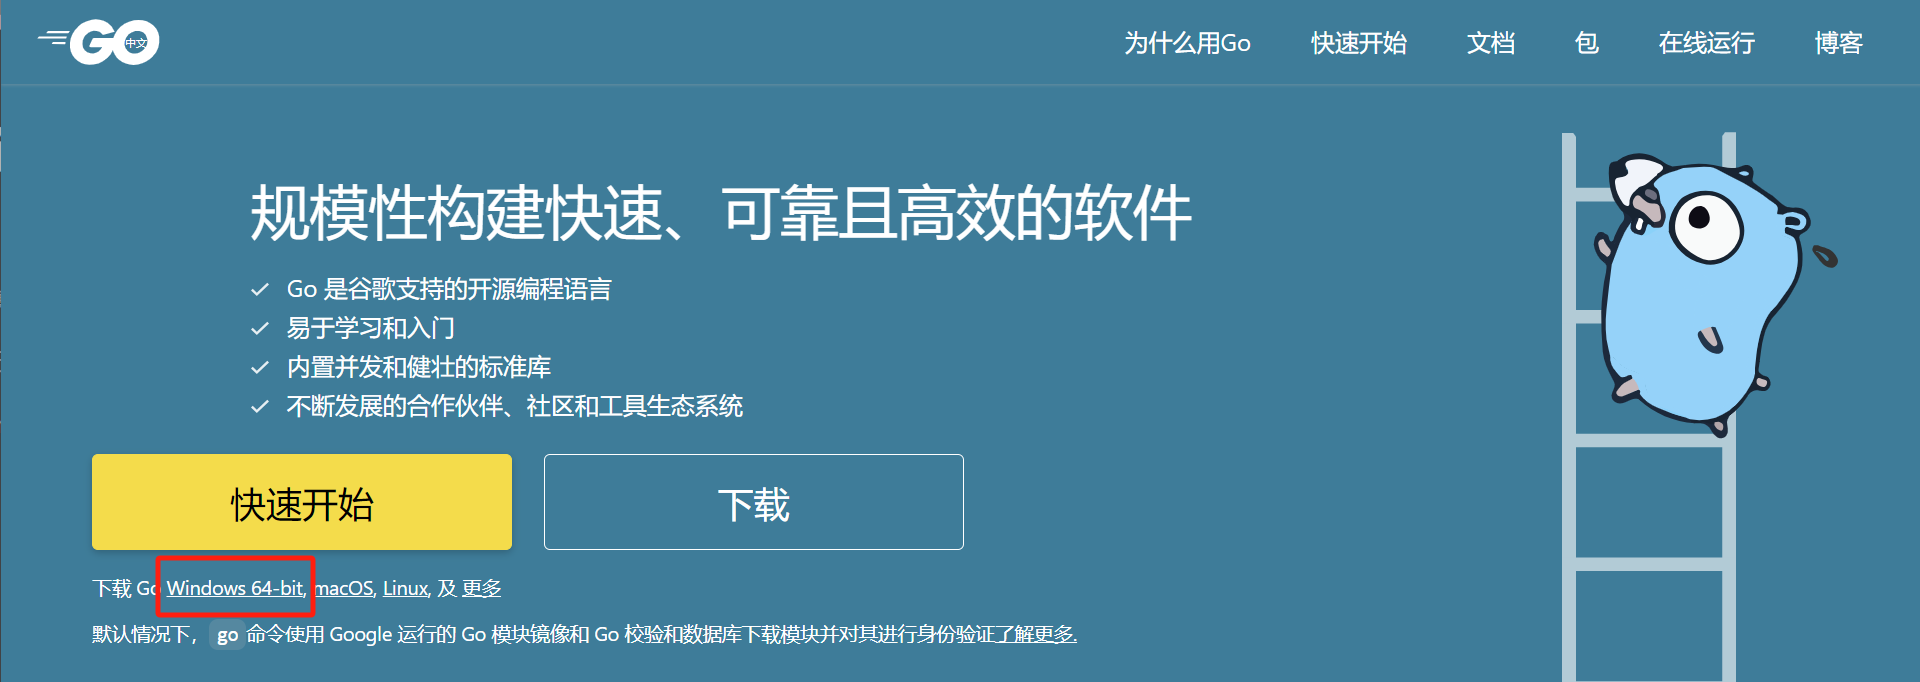 GO 中文
为什么用Go 快速开始 文档 包 在线运行 博客
规模性构建快速、可靠且高效的软件
Go 是谷歌支持的开源编程语言
易于学习和入门
内置并发和健壮的标准库
不断发展的合作伙伴、社区和工具生态系统
快速开始 下载
下载 Go Windows 64-bit, macOS, Linux, 及 更多
默认情况下， go 命令使用 Google 运行的 Go 模块镜像和 Go 校验和数据库下载模块并对其进行身份验证了解更多.